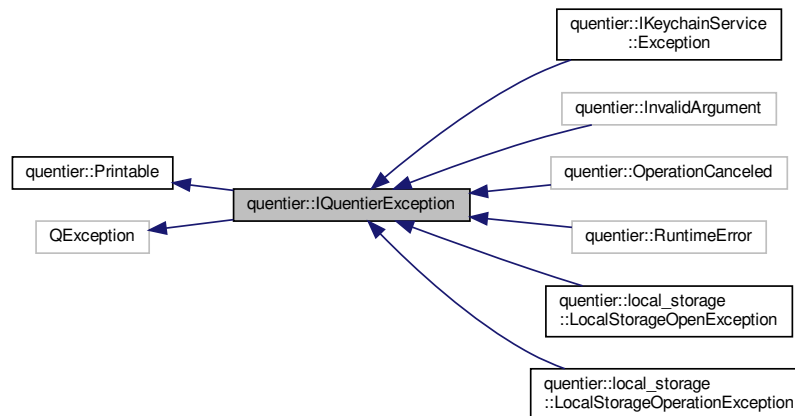 quentier::IKeychainService
::Exception
quentier::InvalidArgument
quentier::Printable
quentier::OperationCanceled
quentier::IQuentierException
QException
quentier::RuntimeError
quentier::local_storage
::LocalStorageOpenException
quentier::local_storage
::LocalStorageOperationException